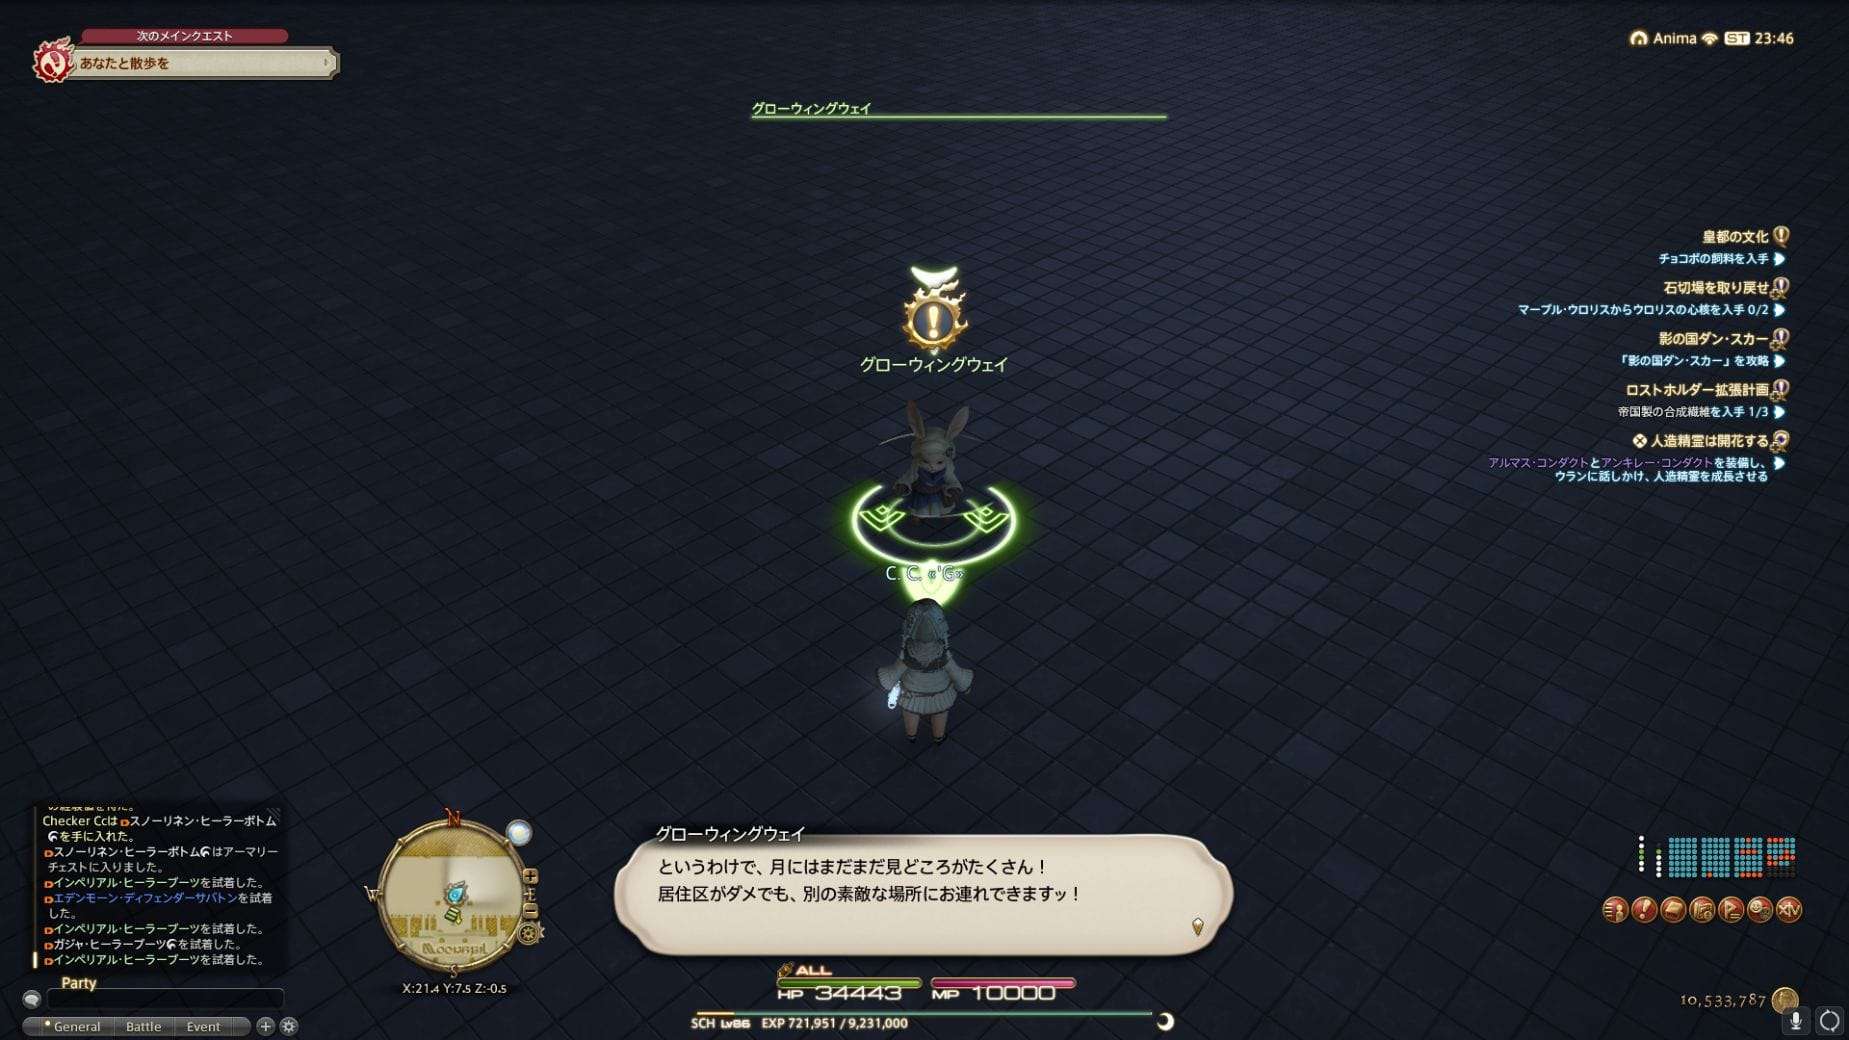 次のメインクエスト
あなたと散歩を
Anima ST 23:46
グローウィングウェイ
皇都の文化
チョコボの飼料を入手
石切場を取り戻せ
マーブル・ウロリスからウロリスの心核を入手 0/2
影の国ダン・スカー
「影の国ダン・スカー」を攻略
ロストホルダー拡張計画
帝国製の合成繊維を入手 1/3
人造精霊は開花する
アルマス・コンダクトとアンキレー・コンダクトを装備し、
ウランに話しかけ、人造精霊を成長させる
グローウィングウェイ
C. C. «'G»
の経験値を得た。
Checker Ccは スノーリネン・ヒーラーボトム
を手に入れた。
スノーリネン・ヒーラーボトム はアーマリー
チェストに入りました。
インペリアル・ヒーラーブーツを試着した。
エデンモーン・ディフェンダーサバトンを試着
した。
インペリアル・ヒーラーブーツを試着した。
ガジャ・ヒーラーブーツ を試着した。
インペリアル・ヒーラーブーツを試着した。
Party
General Battle Event
N
W E
S
X:21.4 Y:7.5 Z:-0.5
グローウィングウェイ
というわけで、月にはまだまだ見どころがたくさん！
居住区がダメでも、別の素敵な場所にお連れできますッ！
ALL
HP 34443 MP 10000
SCH Lv86 EXP 721,951 / 9,231,000
XIV
10,533,787